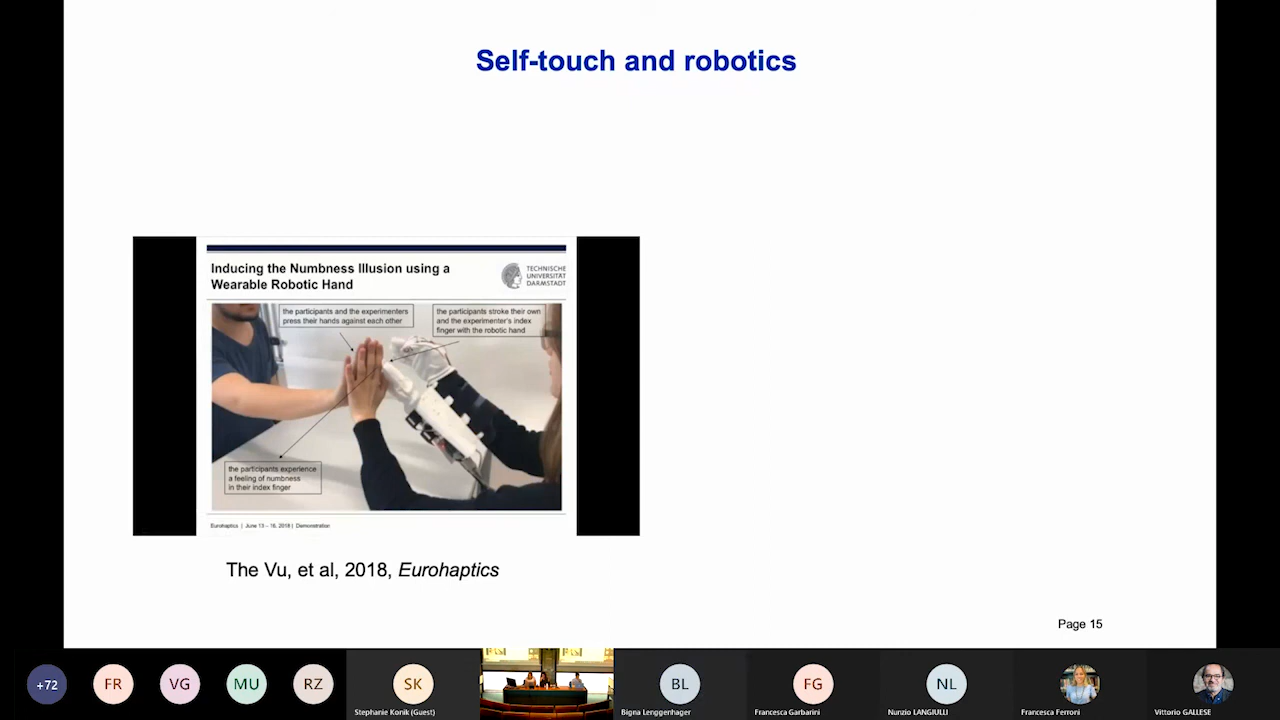 Self-touch and robotics
Inducing the Numbness Illusion using a
Wearable Robotic Hand
TECHNISCHE
UNIVERSITÄT
DARMSTADT
the participants and the experimenters
press their hands against each other
the participants stroke their own
and the experimenter's index
finger with the robotic hand
the participants experience
a feeling of numbness
in their index finger
Eurohaptics | June 13 – 16, 2018 | Demonstration
The Vu, et al, 2018, Eurohaptics
Page 15
+72
FR
VG
MU
RZ
SK
Stephanie Konik (Guest)
BL
Bigna Lenggenhager
FG
Francesca Garbarini
NL
Nunzio LANGIULLI
Francesca Ferroni
Vittorio GALLESE